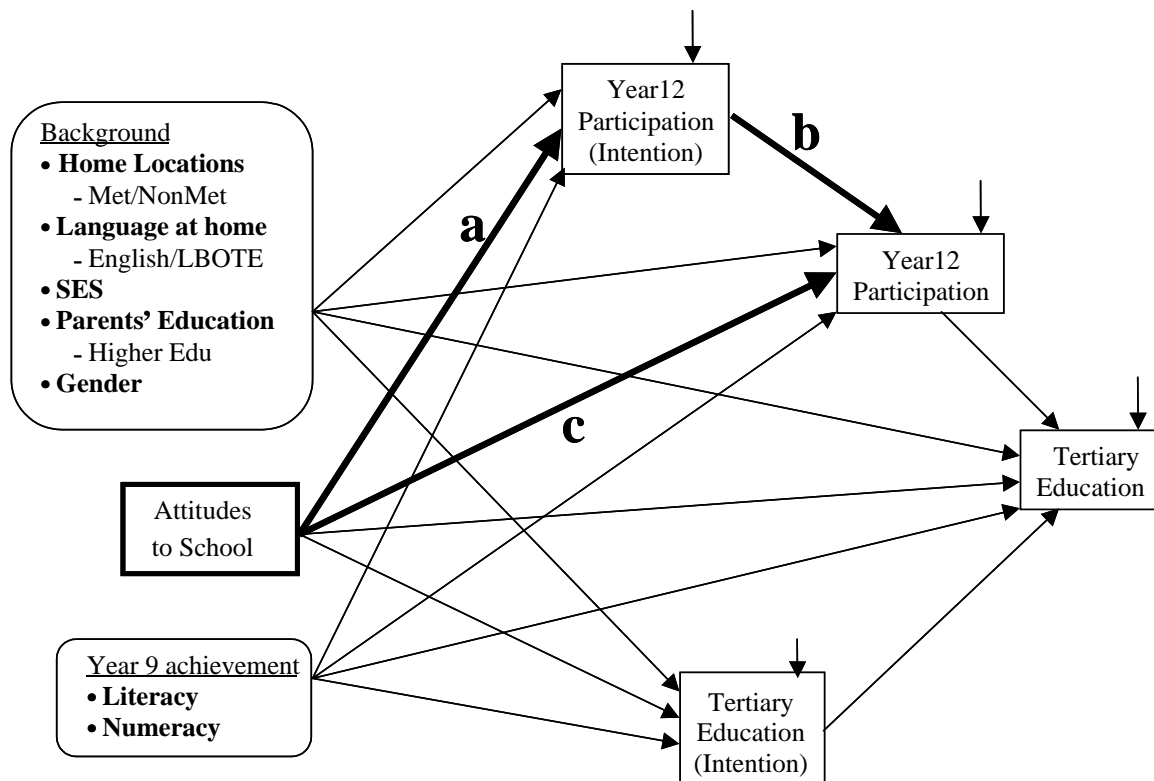 Year12
Participation
(Intention)
b
Background
• Home Locations
- Met/NonMet
• Language at home
- English/LBOTE
• SES
• Parents’ Education
- Higher Edu
• Gender
a
Year12
Participation
c
Tertiary
Education
Attitudes
to School
Year 9 achievement
• Literacy
• Numeracy
Tertiary
Education
(Intention)